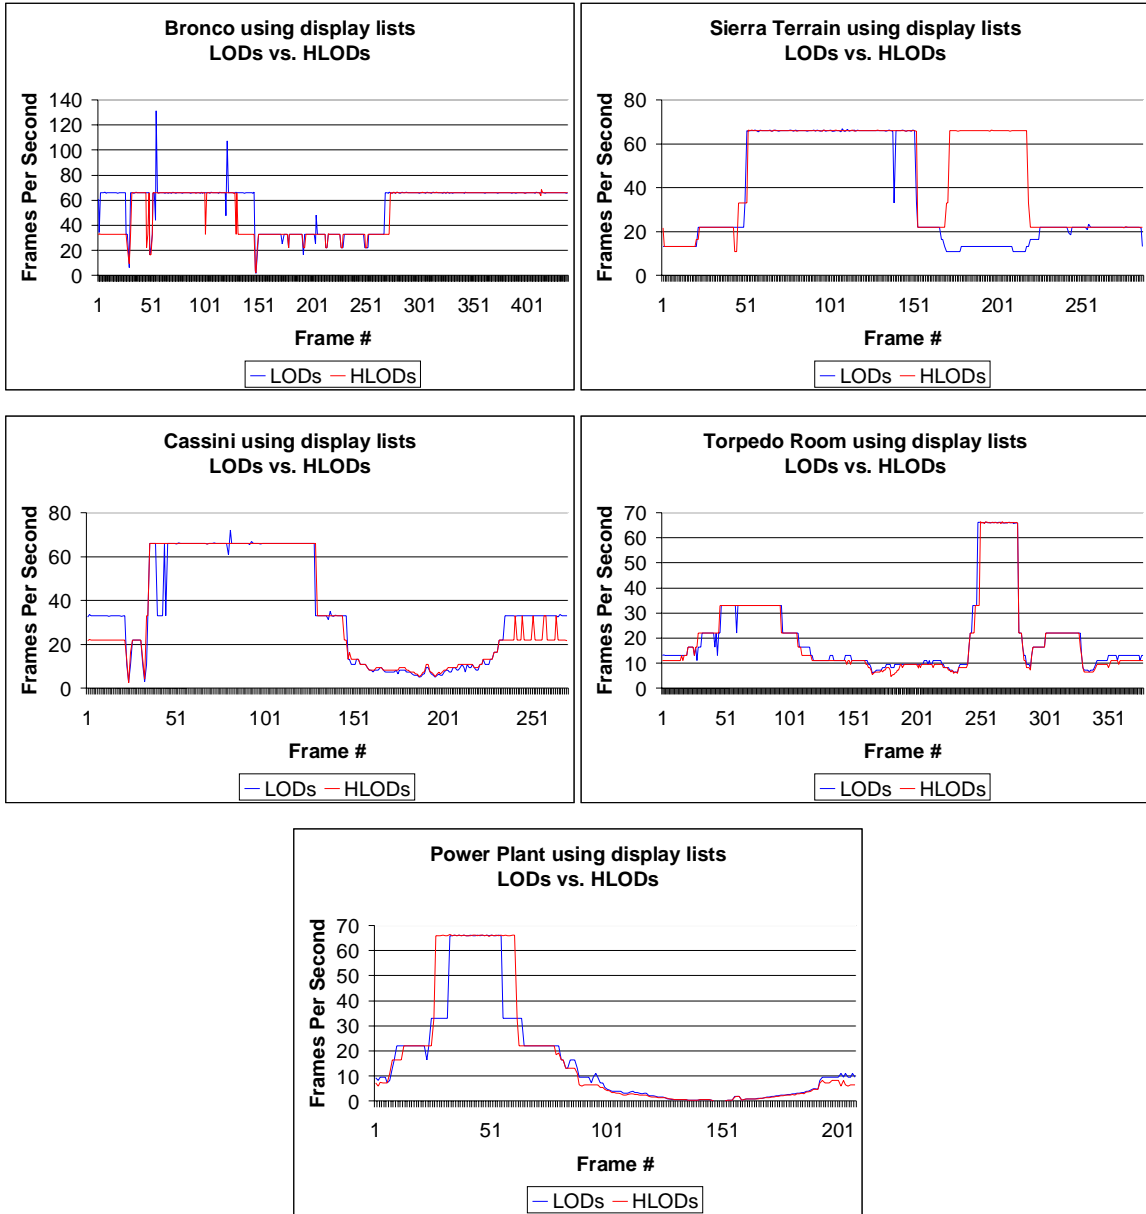 Bronco using display lists
LODs vs. HLODs
Frames Per Second
140
120
100
80
60
40
20
0
1 51 101 151 201 251 301 351 401
Frame #
LODs HLODs
Sierra Terrain using display lists
LODs vs. HLODs
Frames Per Second
80
60
40
20
0
1 51 101 151 201 251
Frame #
LODs HLODs
Cassini using display lists
LODs vs. HLODs
Frames Per Second
80
60
40
20
0
1 51 101 151 201 251
Frame #
LODs HLODs
Torpedo Room using display lists
LODs vs. HLODs
Frames Per Second
70
60
50
40
30
20
10
0
1 51 101 151 201 251 301 351
Frame #
LODs HLODs
Power Plant using display lists
LODs vs. HLODs
Frames Per Second
70
60
50
40
30
20
10
0
1 51 101 151 201
Frame #
LODs HLODs